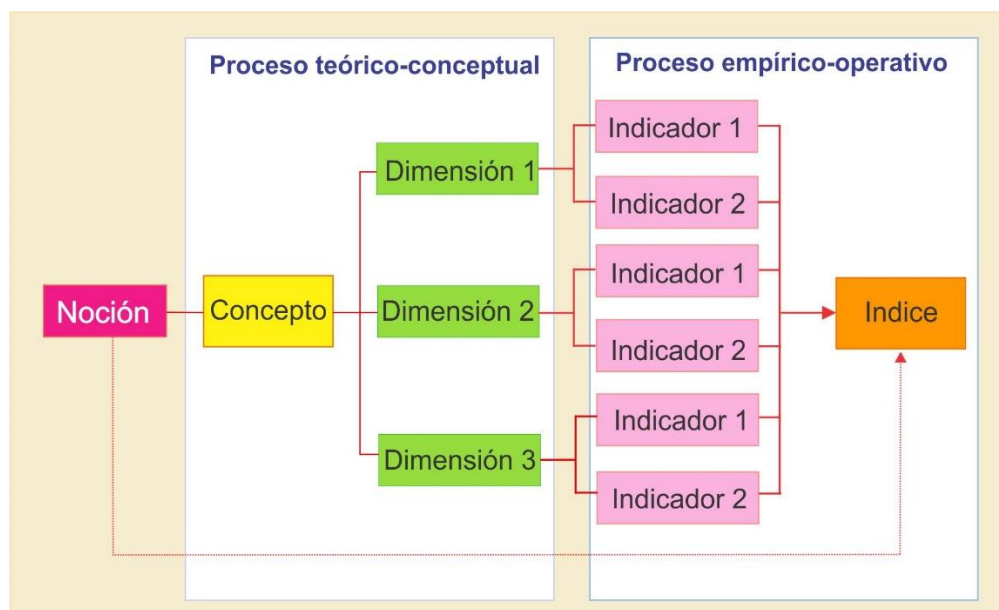 Proceso teórico-conceptual
Proceso empírico-operativo
Noción
Concepto
Dimensión 1
Indicador 1
Indicador 2
Dimensión 2
Indicador 1
Indicador 2
Dimensión 3
Indicador 1
Indicador 2
Indice